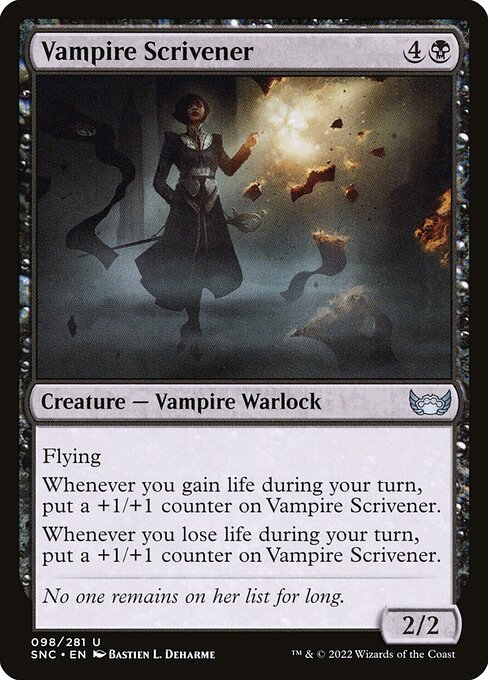 Vampire Scrivener 4
Creature — Vampire Warlock
Flying
Whenever you gain life during your turn,
put a +1/+1 counter on Vampire Scrivener.
Whenever you lose life during your turn,
put a +1/+1 counter on Vampire Scrivener.
No one remains on her list for long.
2/2
098/281 U
SNC • EN Bastien L. Deharme
™ & © 2022 Wizards of the Coast